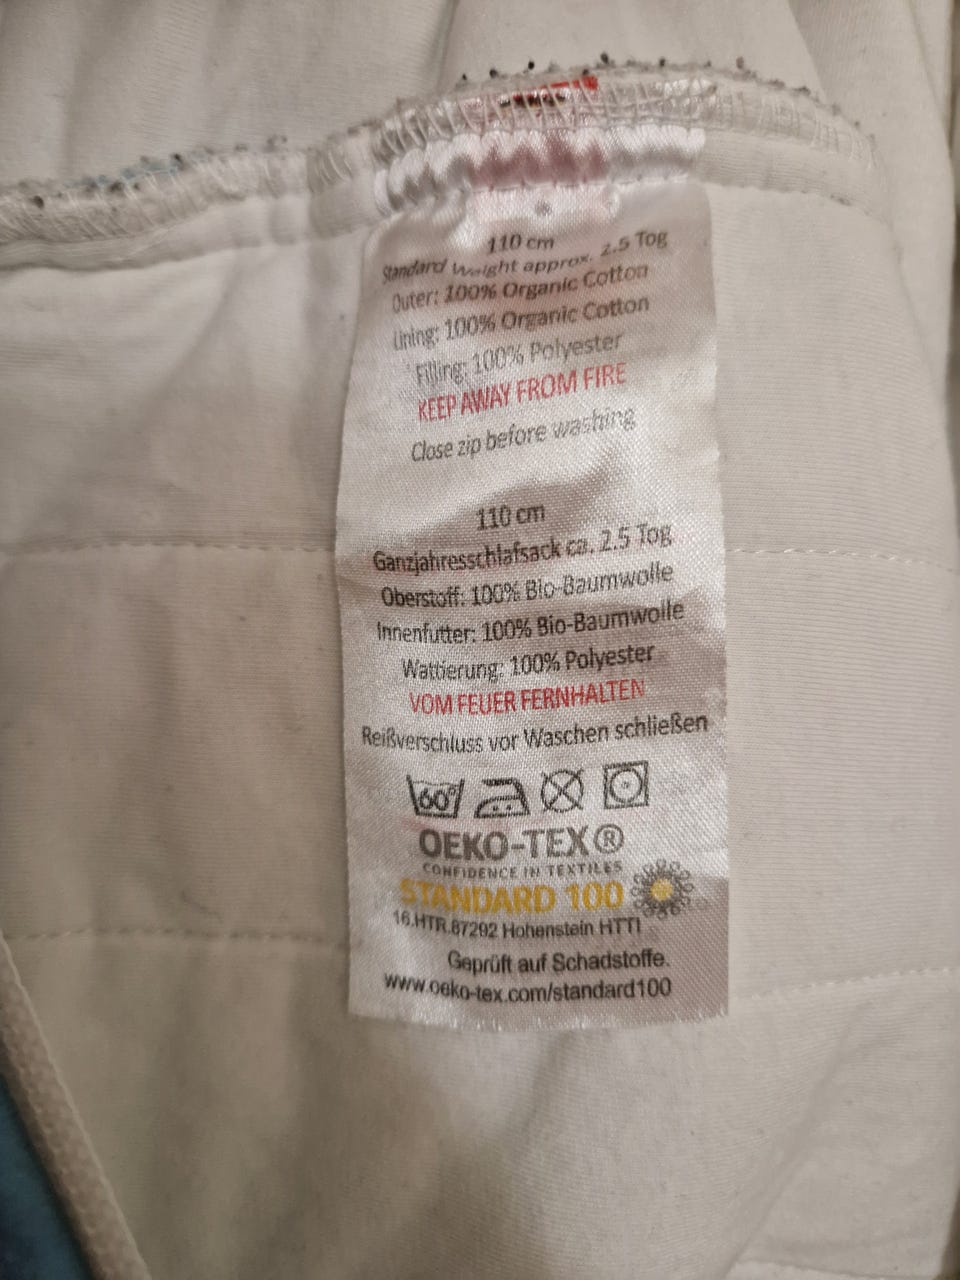 110 cm
Standard Weight approx. 2.5 Tog
Outer: 100% Organic Cotton
Lining: 100% Organic Cotton
Filling: 100% Polyester
KEEP AWAY FROM FIRE
Close zip before washing
110 cm
Ganzjahresschlafsack ca. 2.5 Tog
Oberstoff: 100% Bio-Baumwolle
Innenfutter: 100% Bio-Baumwolle
Wattierung: 100% Polyester
VOM FEUER FERNHALTEN
Reißverschluss vor Waschen schließen
60°
OEKO-TEX®
CONFIDENCE IN TEXTILES
STANDARD 100
16.HTR.87292 Hohenstein HTTI
Geprüft auf Schadstoffe.
www.oeko-tex.com/standard100